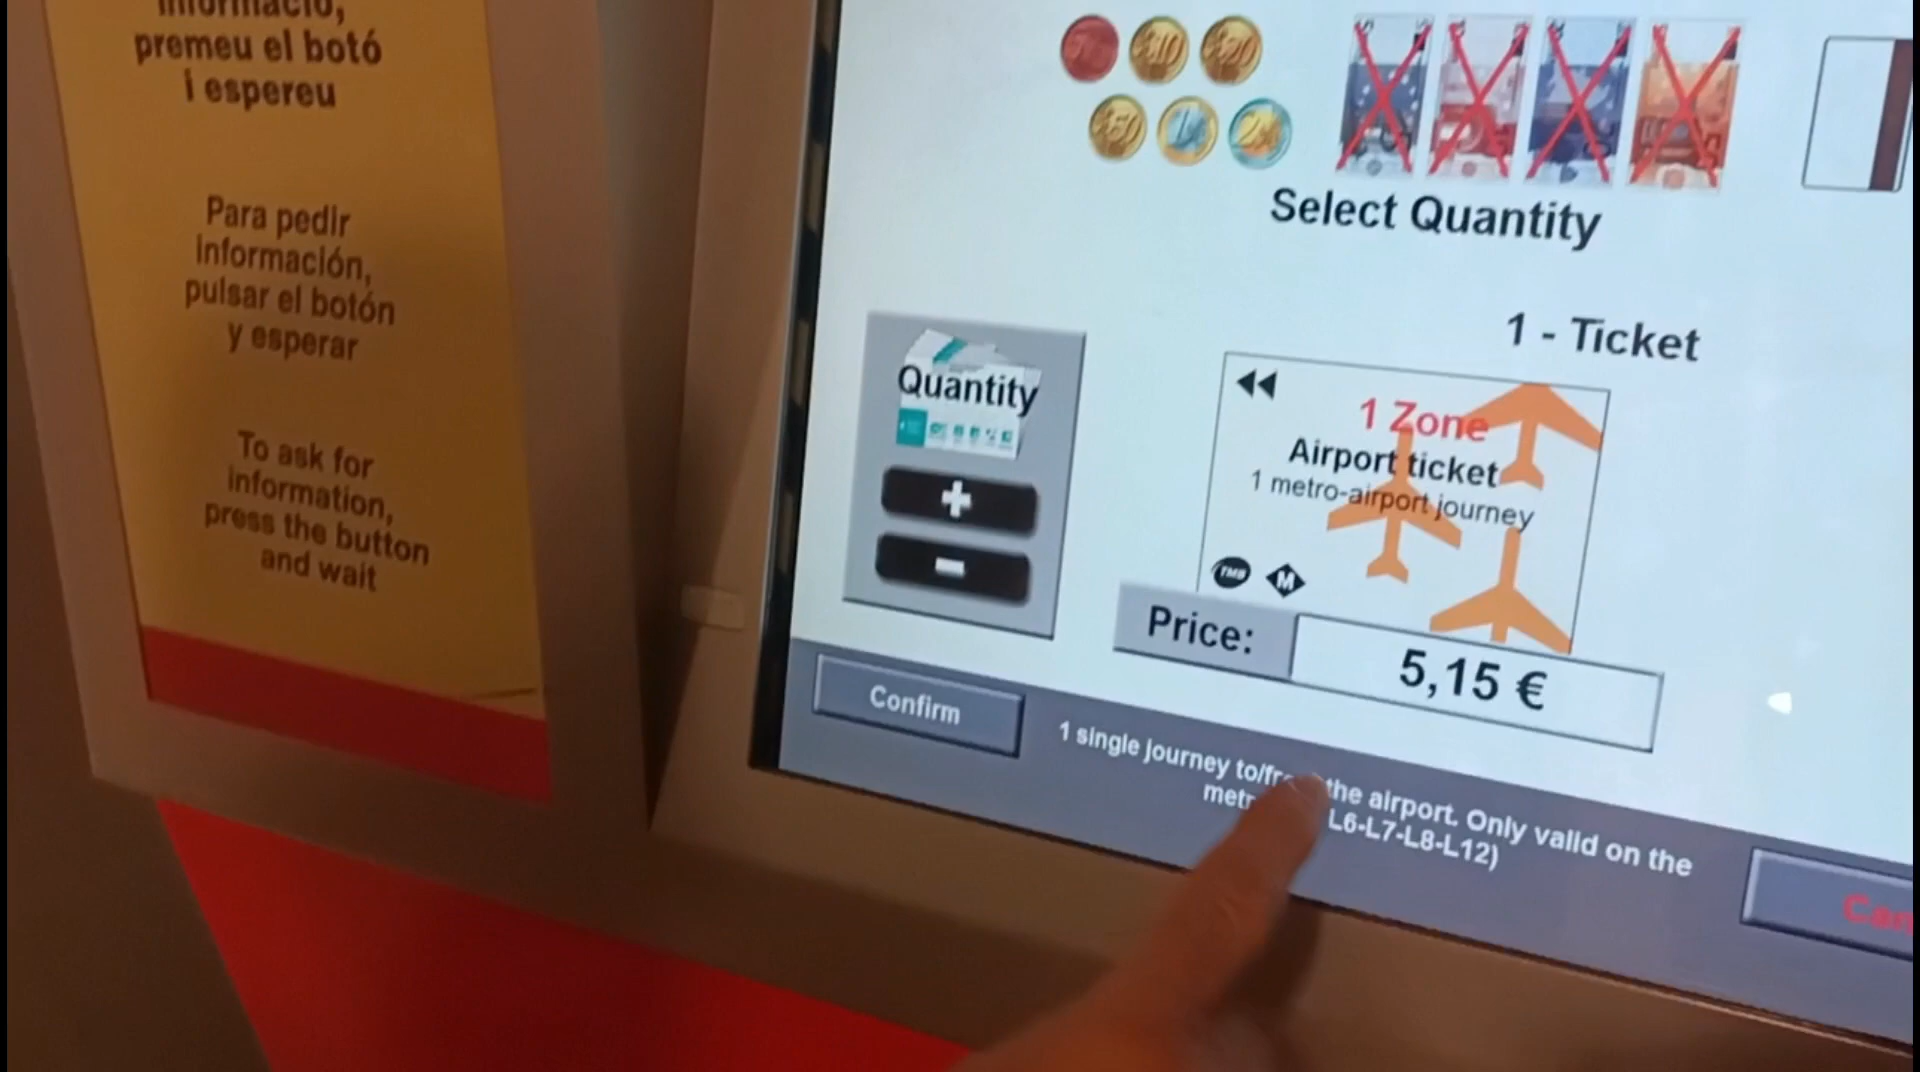 informació,
premeu el botó
i espereu
Para pedir
información,
pulsar el botón
y esperar
To ask for
information,
press the button
and wait
Select Quantity
1 - Ticket
Quantity
+
-
1 Zone
Airport ticket
1 metro-airport journey
TMB M
Price:
5,15 €
Confirm
1 single journey to/from the airport. Only valid on the
L6-L7-L8-L12)